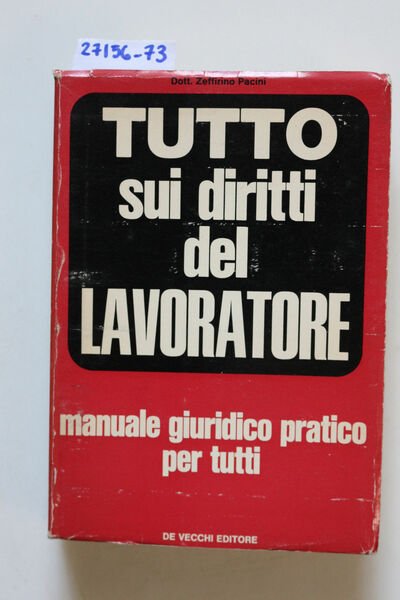 27156-73
Dott. Zeffirino Pacini
TUTTO
sui diritti
del
LAVORATORE
manuale giuridico pratico
per tutti
DE VECCHI EDITORE